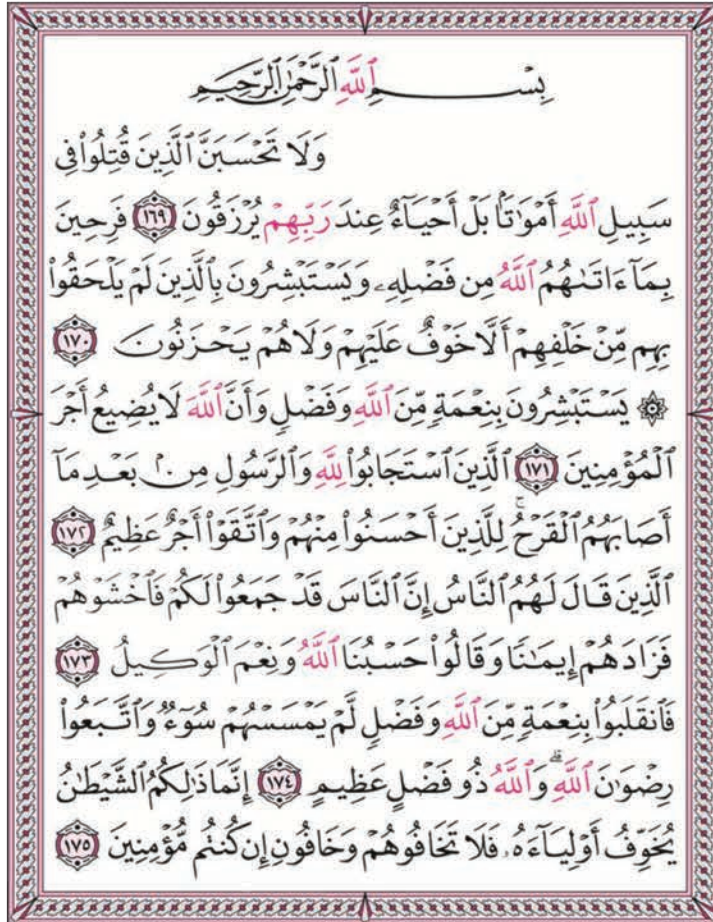 بِسْمِ ٱللَّهِ ٱلرَّحْمَٰنِ ٱلرَّحِيمِ
وَلَا تَحْسَبَنَّ ٱلَّذِينَ قُتِلُوا۟ فِى
سَبِيلِ ٱللَّهِ أَمْوَٰتًۢا بَلْ أَحْيَآءٌ عِندَ رَبِّهِمْ يُرْزَقُونَ ١٦٩ فَرِحِينَ
بِمَآ ءَاتَىٰهُمُ ٱللَّهُ مِن فَضْلِهِۦ وَيَسْتَبْشِرُونَ بِٱلَّذِينَ لَمْ يَلْحَقُوا۟
بِهِم مِّنْ خَلْفِهِمْ أَلَّا خَوْفٌ عَلَيْهِمْ وَلَا هُمْ يَحْزَنُونَ ١٧٠
۞ يَسْتَبْشِرُونَ بِنِعْمَةٍ مِّنَ ٱللَّهِ وَفَضْلٍ وَأَنَّ ٱللَّهَ لَا يُضِيعُ أَجْرَ
ٱلْمُؤْمِنِينَ ١٧١ ٱلَّذِينَ ٱسْتَجَابُوا۟ لِلَّهِ وَٱلرَّسُولِ مِنۢ بَعْدِ مَآ
أَصَابَهُمُ ٱلْقَرْحُ ۚ لِلَّذِينَ أَحْسَنُوا۟ مِنْهُمْ وَٱتَّقَوْا۟ أَجْرٌ عَظِيمٌ ١٧٢
ٱلَّذِينَ قَالَ لَهُمُ ٱلنَّاسُ إِنَّ ٱلنَّاسَ قَدْ جَمَعُوا۟ لَكُمْ فَٱخْشَوْهُمْ
فَزَادَهُمْ إِيمَٰنًا وَقَالُوا۟ حَسْبُنَا ٱللَّهُ وَنِعْمَ ٱلْوَكِيلُ ١٧٣
فَٱنقَلَبُوا۟ بِنِعْمَةٍ مِّنَ ٱللَّهِ وَفَضْلٍ لَّمْ يَمْسَسْهُمْ سُوٓءٌ وَٱتَّبَعُوا۟
رِضْوَٰنَ ٱللَّهِ ۗ وَٱللَّهُ ذُو فَضْلٍ عَظِيمٍ ١٧٤ إِنَّمَا ذَٰلِكُمُ ٱلشَّيْطَٰنُ
يُخَوِّفُ أَوْلِيَآءَهُۥ فَلَا تَخَافُوهُمْ وَخَافُونِ إِن كُنتُم مُّؤْمِنِينَ ١٧٥